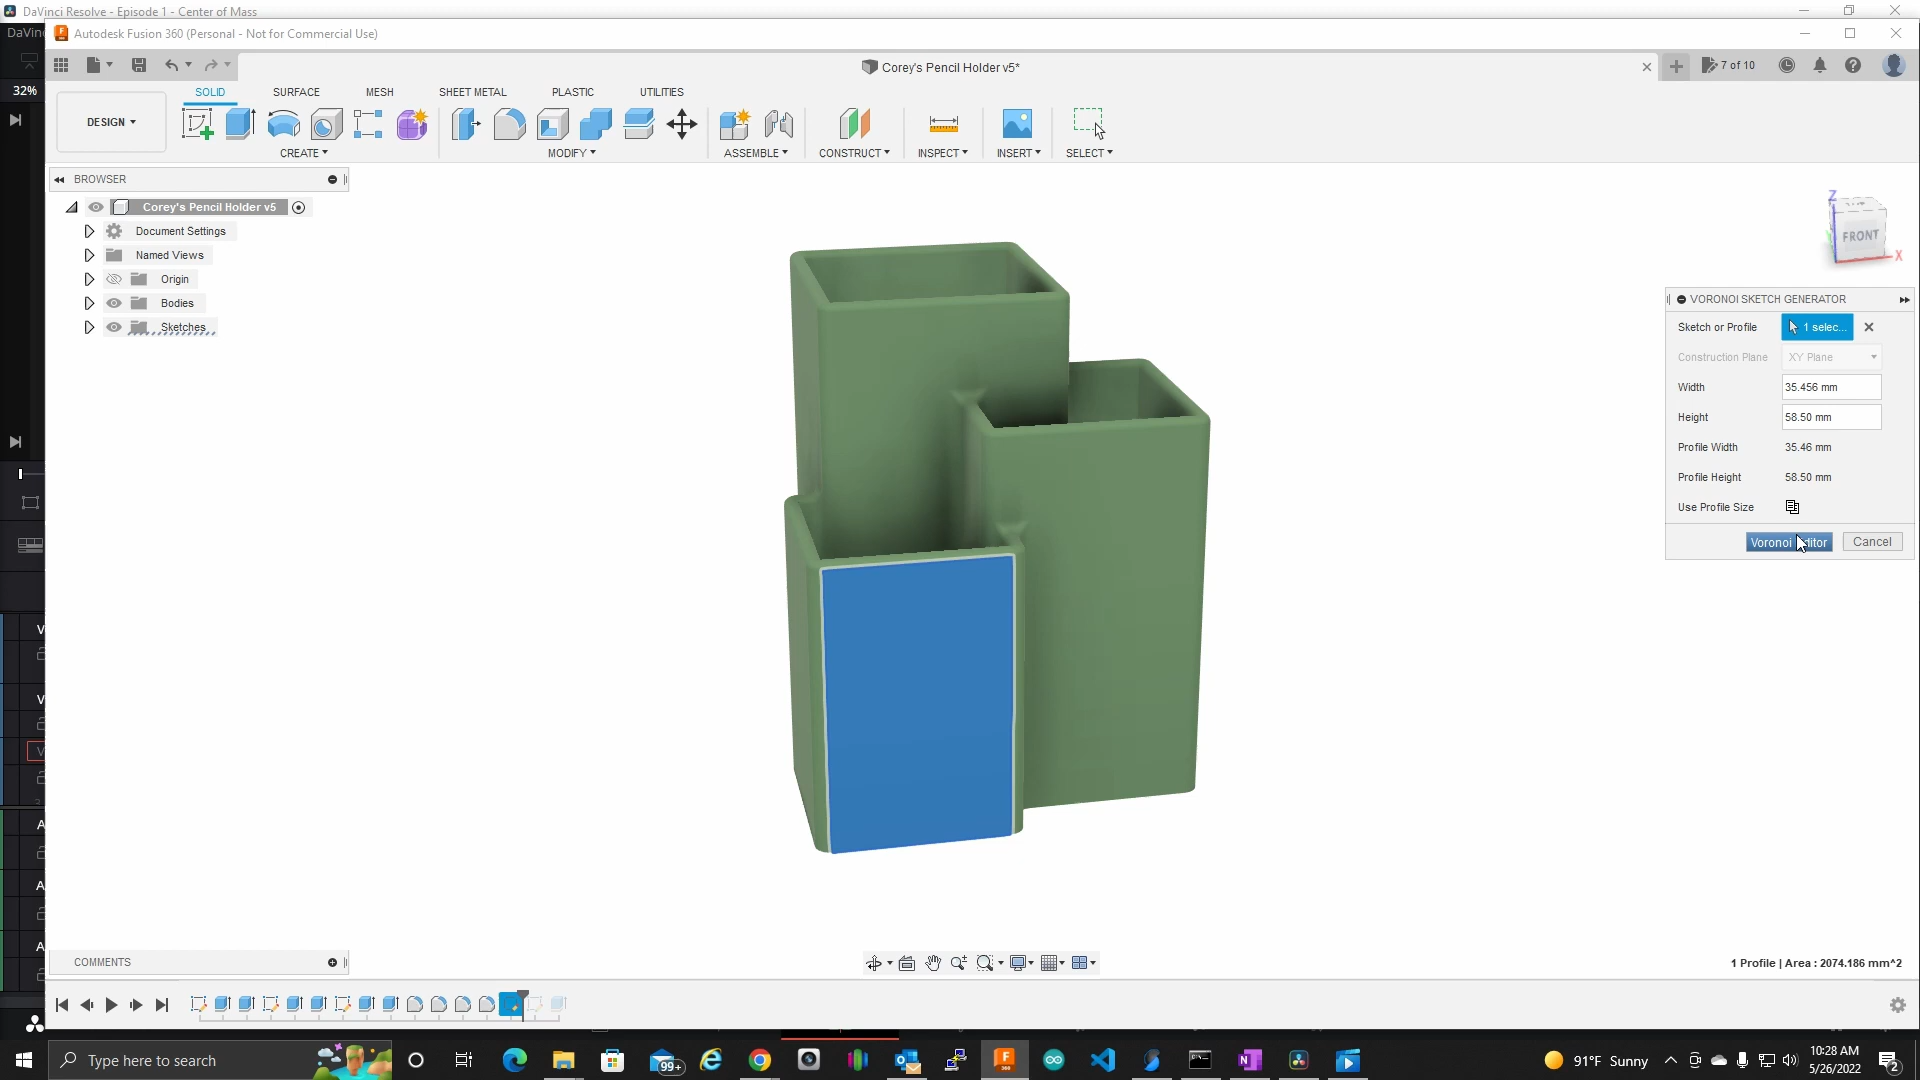 DaVinci Resolve - Episode 1 - Center of Mass
DaVin
Autodesk Fusion 360 (Personal - Not for Commercial Use)
32%
Corey's Pencil Holder v5*
7 of 10
DESIGN
SOLID
SURFACE
MESH
SHEET METAL
PLASTIC
UTILITIES
CREATE
MODIFY
ASSEMBLE
CONSTRUCT
INSPECT
INSERT
SELECT
BROWSER
Corey's Pencil Holder v5
Document Settings
Named Views
Origin
Bodies
Sketches
Z
FRONT
X
VORONOI SKETCH GENERATOR
Sketch or Profile
1 selec...
Construction Plane
XY Plane
Width
35.456 mm
Height
58.50 mm
Profile Width
35.46 mm
Profile Height
58.50 mm
Use Profile Size
Voronoi
Cancel
V
V
V
A
A
A
COMMENTS
1 Profile | Area : 2074.186 mm^2
Type here to search
99+
F
360
91°F Sunny
10:28 AM
5/26/2022
2